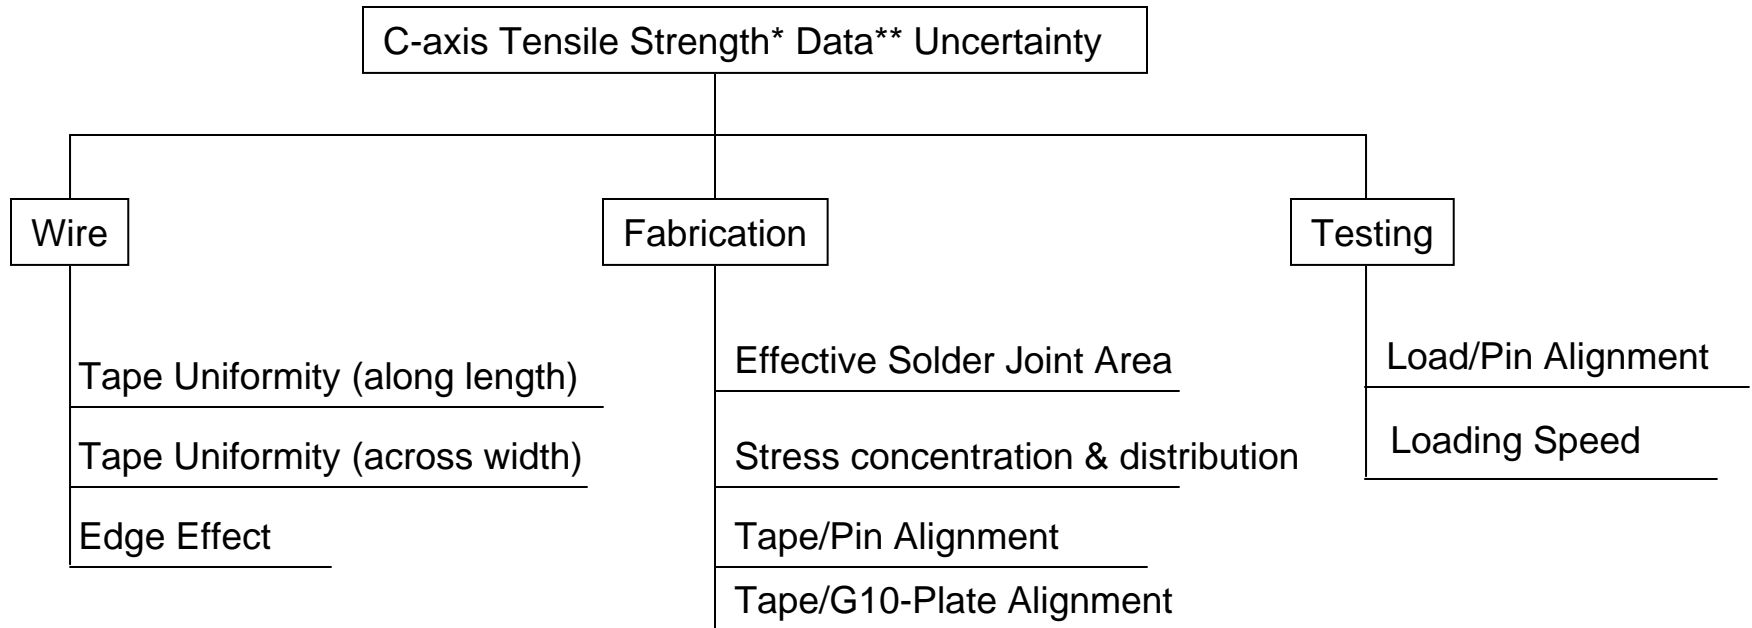 C-axis Tensile Strength* Data** Uncertainty
Wire
Tape Uniformity (along length)
Tape Uniformity (across width)
Edge Effect
Fabrication
Effective Solder Joint Area
Stress concentration & distribution
Tape/Pin Alignment
Tape/G10-Plate Alignment
Testing
Load/Pin Alignment
Loading Speed